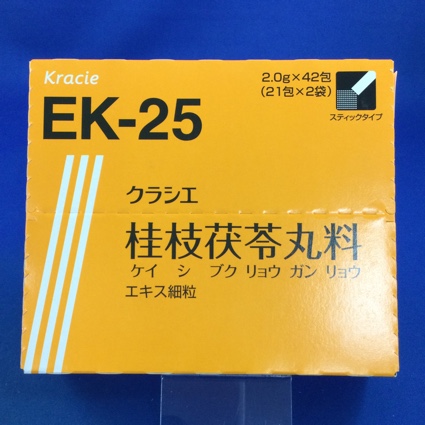 Kracie
2.0g×42包
(21包×2袋)
EK-25
スティックタイプ
クラシエ
桂枝茯苓丸料
ケイ シ ブク リョウ ガン リョウ
エキス細粒